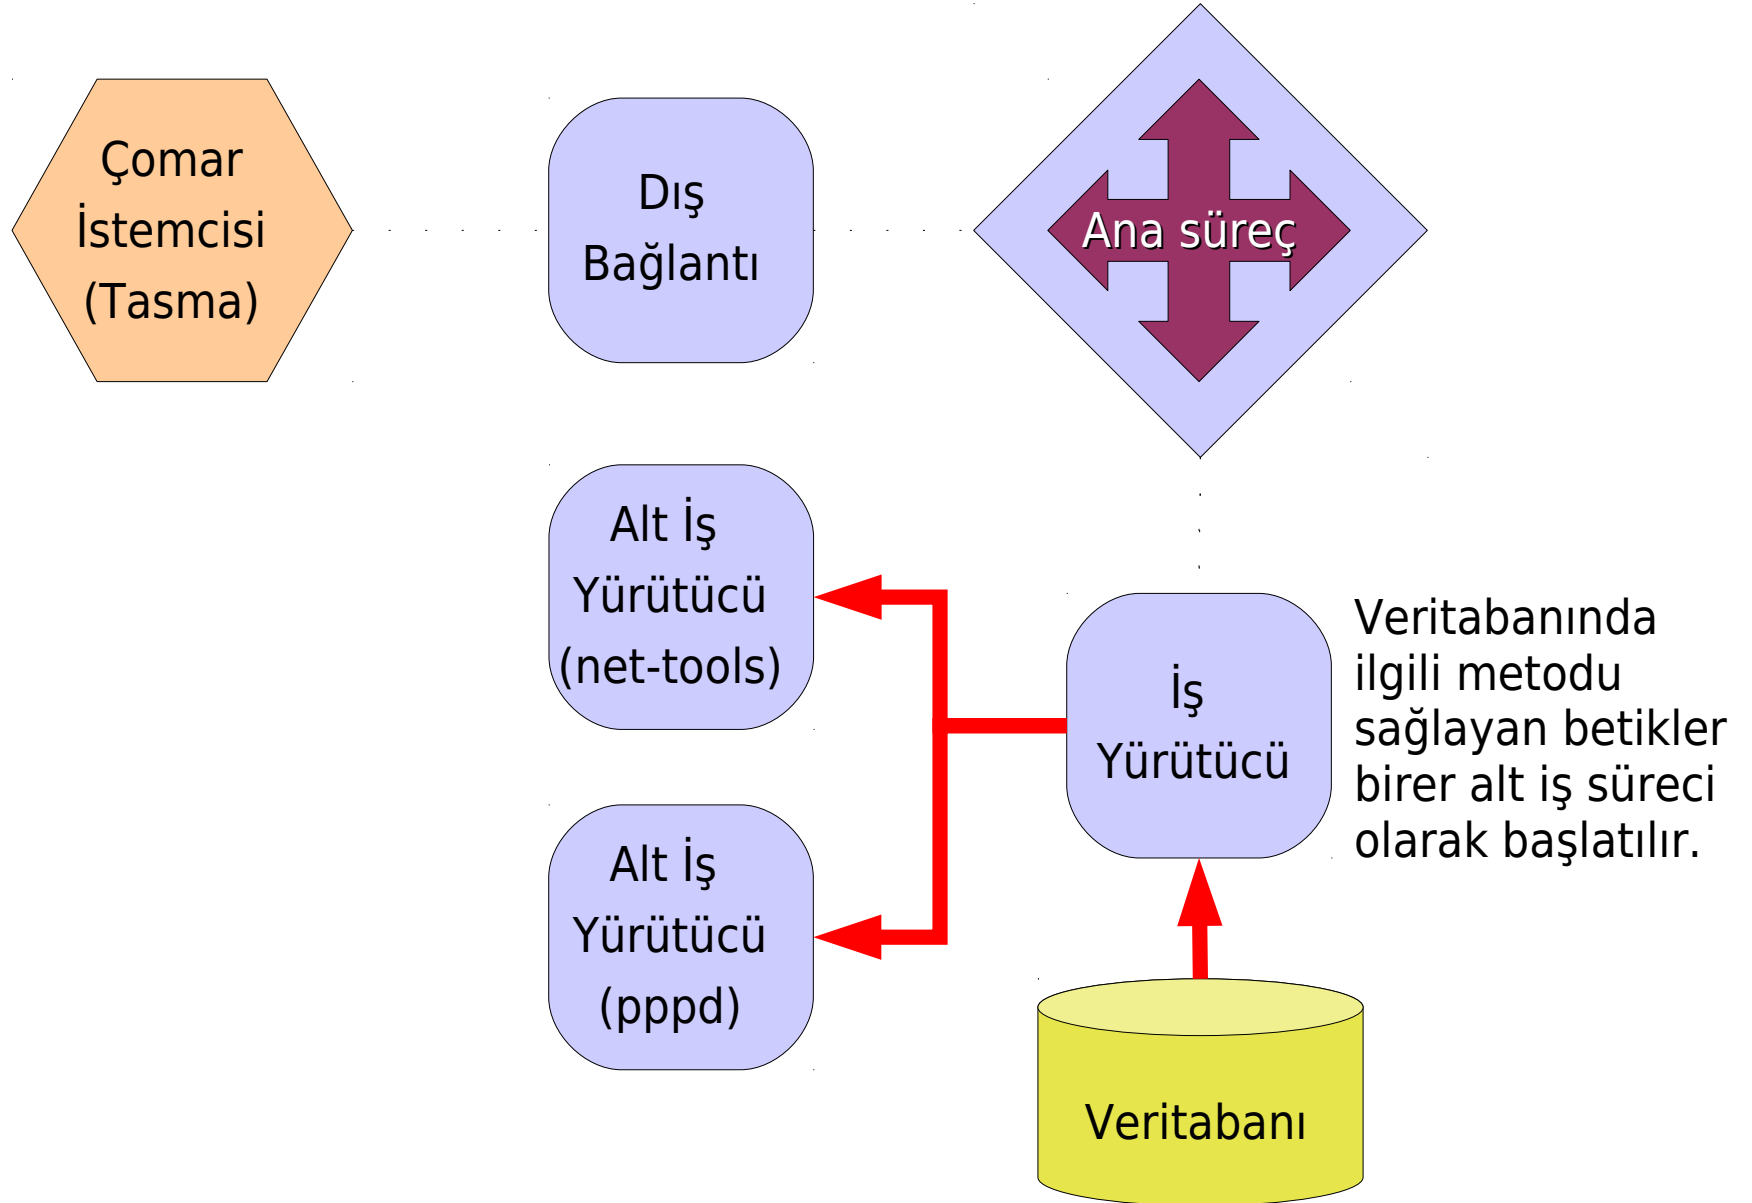 Çomar
İstemcisi
(Tasma)
Dış
Bağlantı
Ana süreç
Alt İş
Yürütücü
(net-tools)
İş
Yürütücü
Veritabanında
ilgili metodu
sağlayan betikler
birer alt iş süreci
olarak başlatılır.
Alt İş
Yürütücü
(pppd)
Veritabanı